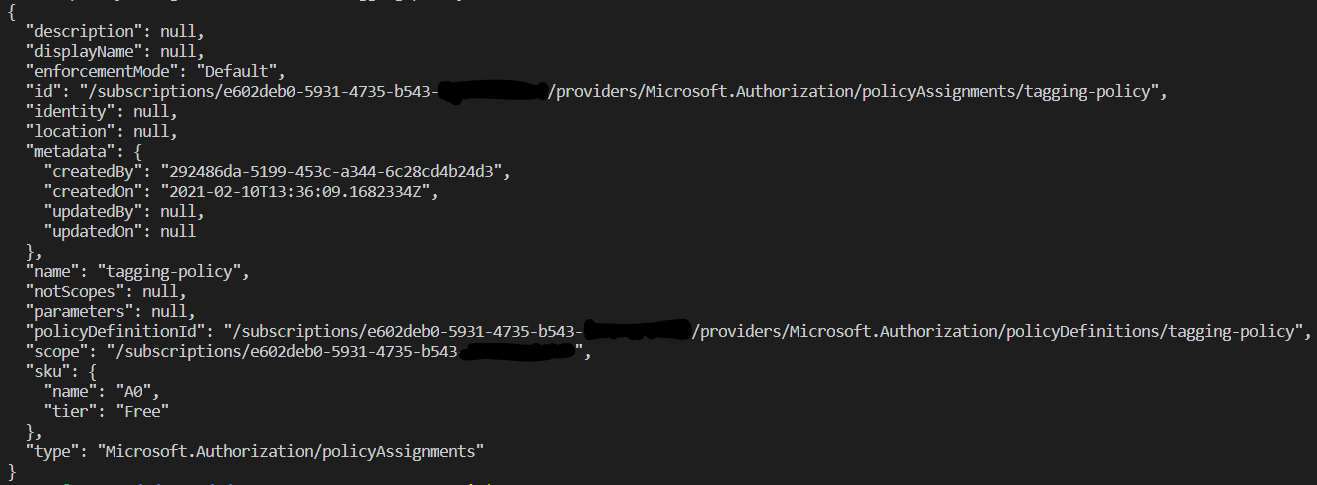 {
  "description": null,
  "displayName": null,
  "enforcementMode": "Default",
  "id": "/subscriptions/e602deb0-5931-4735-b543-/providers/Microsoft.Authorization/policyAssignments/tagging-policy",
  "identity": null,
  "location": null,
  "metadata": {
    "createdBy": "292486da-5199-453c-a344-6c28cd4b24d3",
    "createdOn": "2021-02-10T13:36:09.1682334Z",
    "updatedBy": null,
    "updatedOn": null
  },
  "name": "tagging-policy",
  "notScopes": null,
  "parameters": null,
  "policyDefinitionId": "/subscriptions/e602deb0-5931-4735-b543-/providers/Microsoft.Authorization/policyDefinitions/tagging-policy",
  "scope": "/subscriptions/e602deb0-5931-4735-b543",
  "sku": {
    "name": "A0",
    "tier": "Free"
  },
  "type": "Microsoft.Authorization/policyAssignments"
}